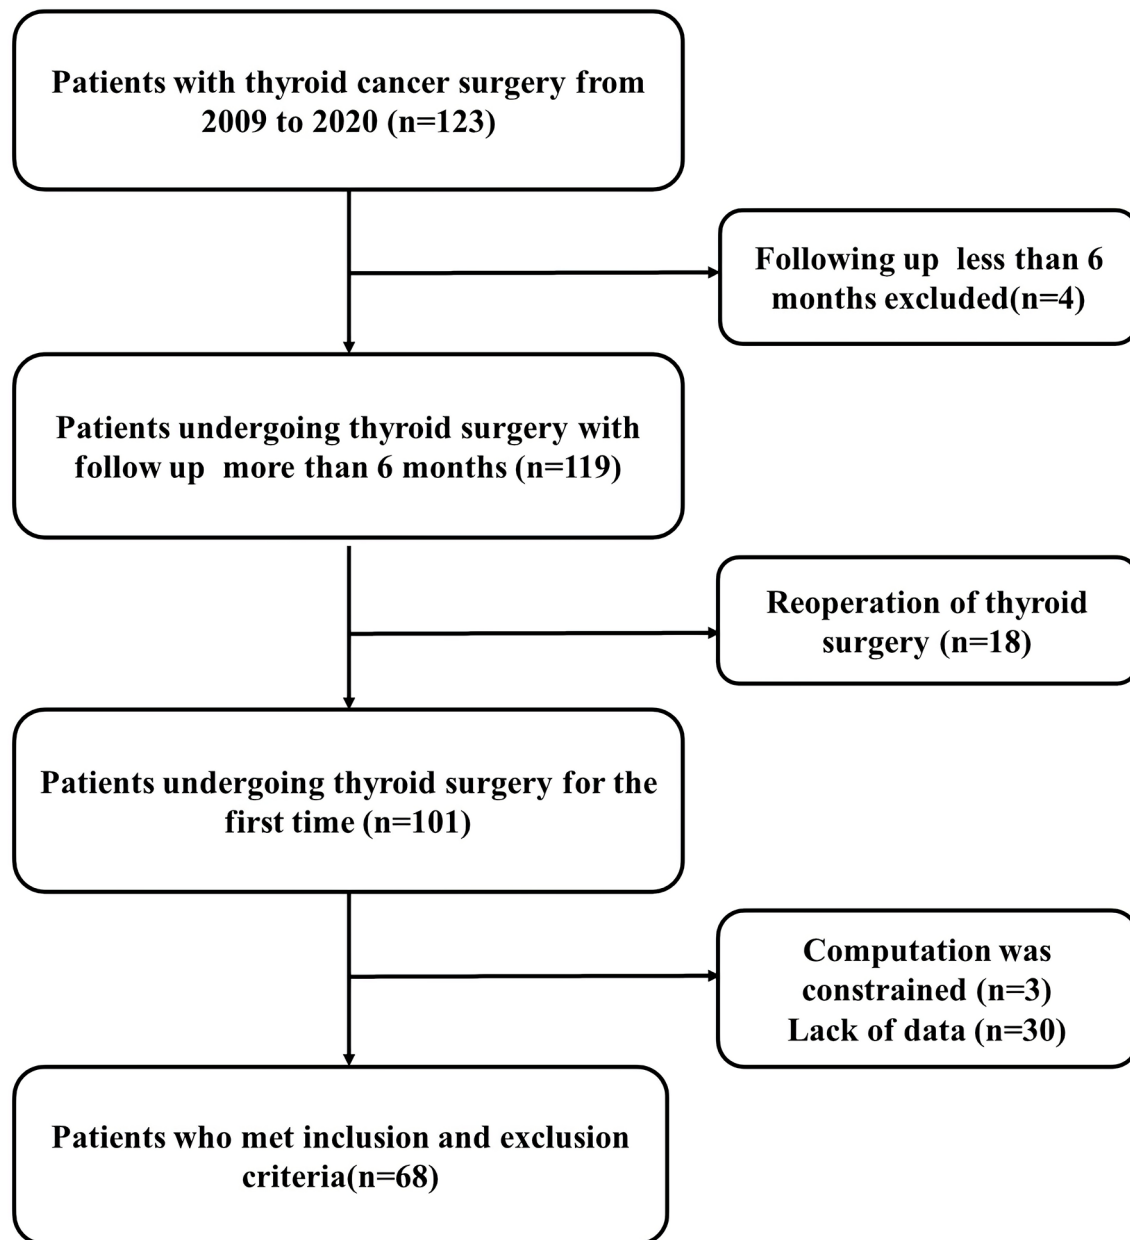 Patients with thyroid cancer surgery from
2009 to 2020 (n=123)
Following up  less than 6
months excluded(n=4)
Patients undergoing thyroid surgery with
follow up  more than 6 months (n=119)
Reoperation of thyroid
surgery (n=18)
Patients undergoing thyroid surgery for the
first time (n=101)
Computation was
constrained (n=3)
Lack of data (n=30)
Patients who met inclusion and exclusion
criteria(n=68)